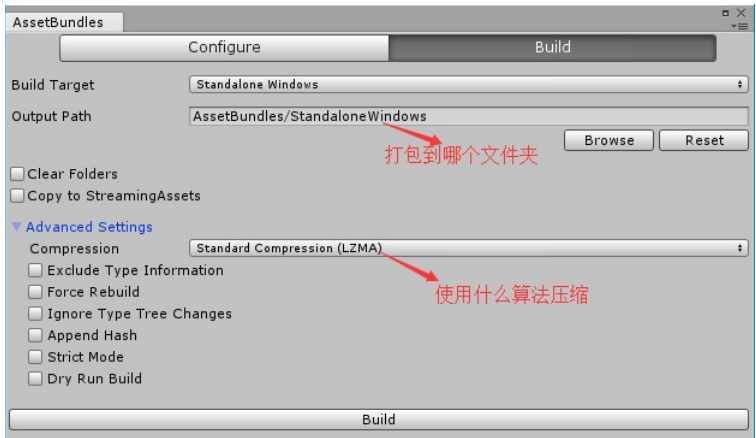 AssetBundles
Configure
Build
Build Target
Standalone Windows
Output Path
AssetBundles/StandaloneWindows
打包到哪个文件夹
Browse
Reset
Clear Folders
Copy to StreamingAssets
Advanced Settings
Compression
Standard Compression (LZMA)
Exclude Type Information
使用什么算法压缩
Force Rebuild
Ignore Type Tree Changes
Append Hash
Strict Mode
Dry Run Build
Build